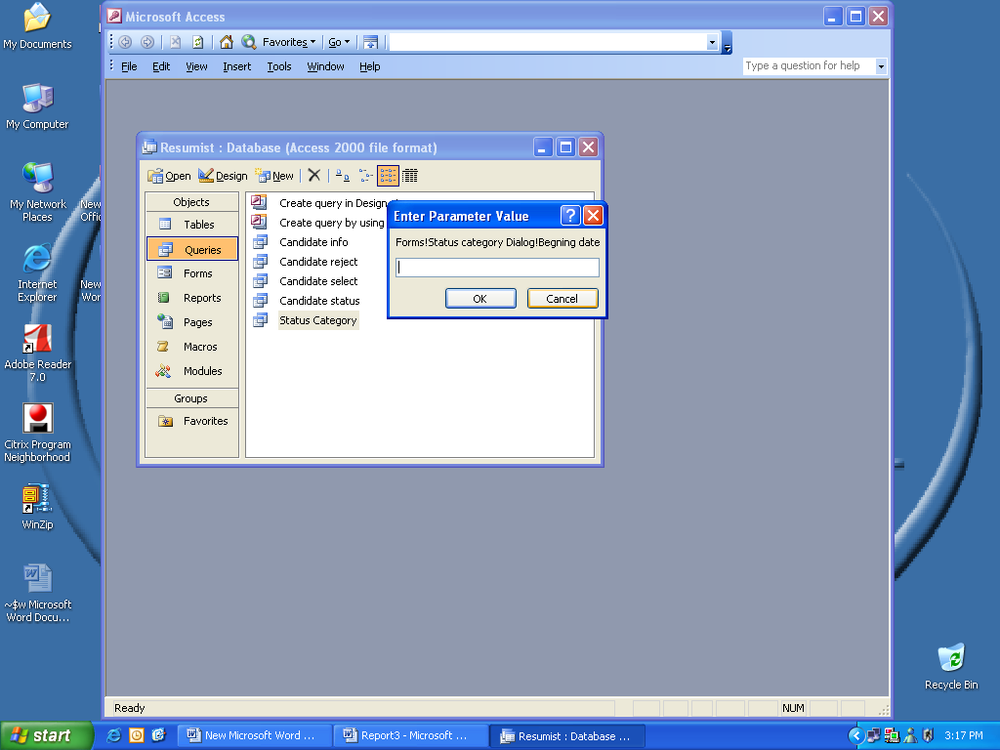 My Documents
My Computer
My Network
Places
Internet
Explorer
Adobe Reader
7.0
Citrix Program
Neighborhood
WinZip
~$w Microsoft
Word Docu...
New
Offic
New
Wor
Microsoft Access
Favorites
Go
File Edit View Insert Tools Window Help
Type a question for help
Resumist : Database (Access 2000 file format)
Open Design New
Objects
Tables
Queries
Forms
Reports
Pages
Macros
Modules
Groups
Favorites
Create query in Design
Create query by using
Candidate info
Candidate reject
Candidate select
Candidate status
Status Category
Enter Parameter Value
Forms!Status category Dialog!Begning date
OK Cancel
Ready NUM
Recycle Bin
start
New Microsoft Word ...
Report3 - Microsoft ...
Resumist : Database ...
3:17 PM